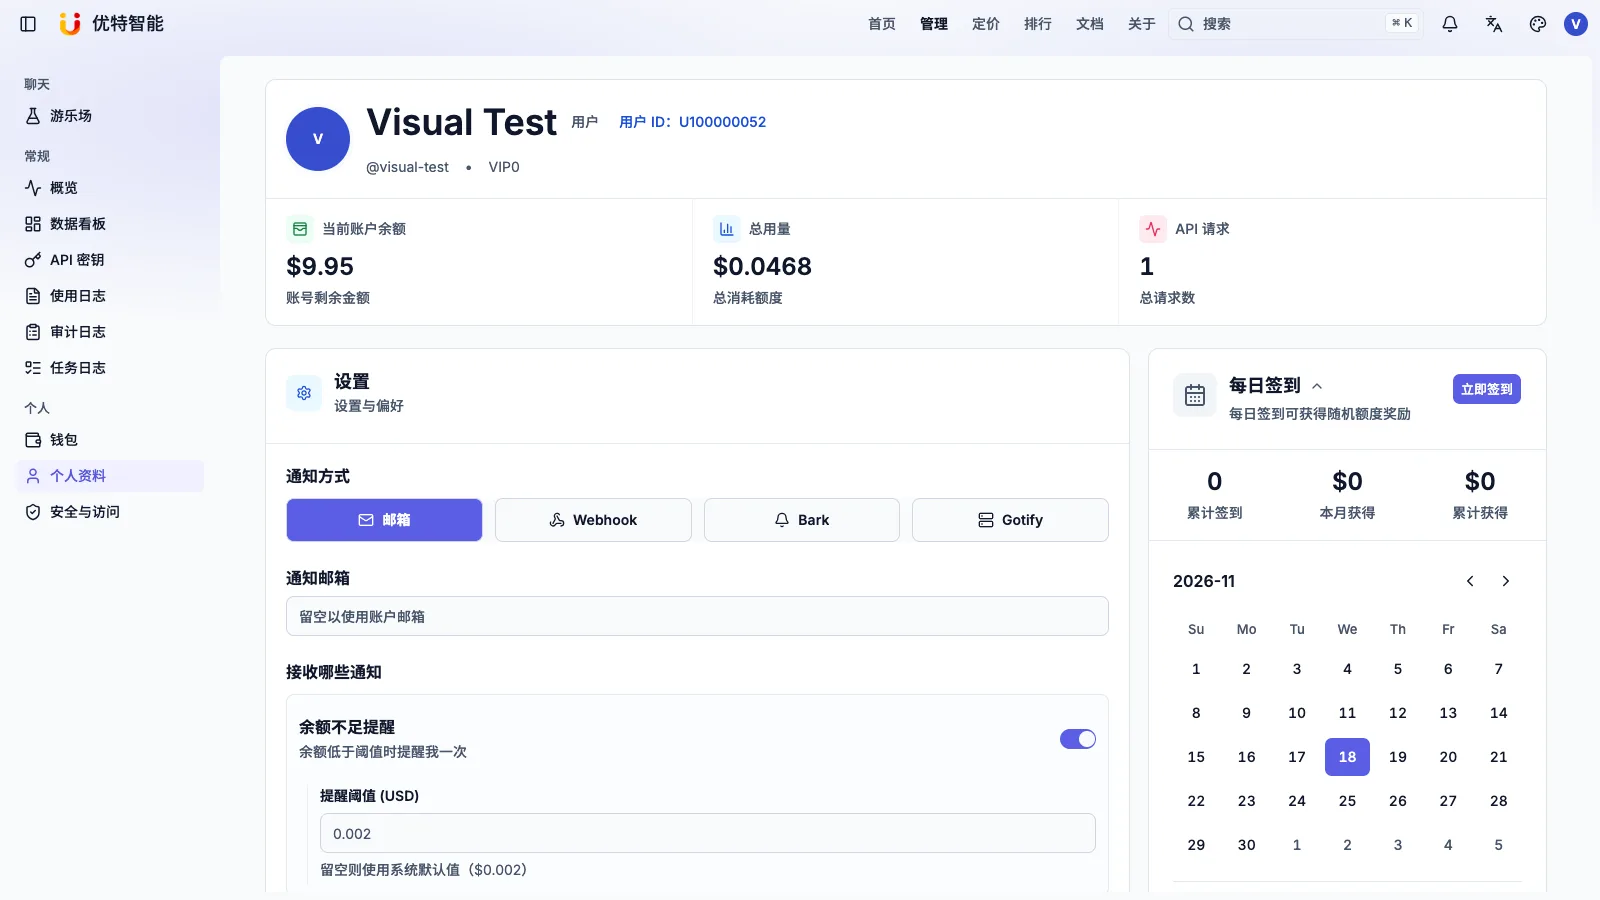 优特智能
首页
管理
定价
排行
文档
关于
搜索
⌘ K
V
聊天
游乐场
常规
概览
数据看板
API 密钥
使用日志
审计日志
任务日志
个人
钱包
个人资料
安全与访问
V
Visual Test
用户
用户 ID：U100000052
@visual-test • VIP0
当前账户余额
$9.95
账号剩余金额
总用量
$0.0468
总消耗额度
API 请求
1
总请求数
设置
设置与偏好
通知方式
邮箱
Webhook
Bark
Gotify
通知邮箱
留空以使用账户邮箱
接收哪些通知
余额不足提醒
余额低于阈值时提醒我一次
提醒阈值 (USD)
0.002
留空则使用系统默认值（$0.002）
每日签到
每日签到可获得随机额度奖励
立即签到
0
累计签到
$0
本月获得
$0
累计获得
2026-11
Su Mo Tu We Th Fr Sa
1 2 3 4 5 6 7
8 9 10 11 12 13 14
15 16 17 18 19 20 21
22 23 24 25 26 27 28
29 30 1 2 3 4 5